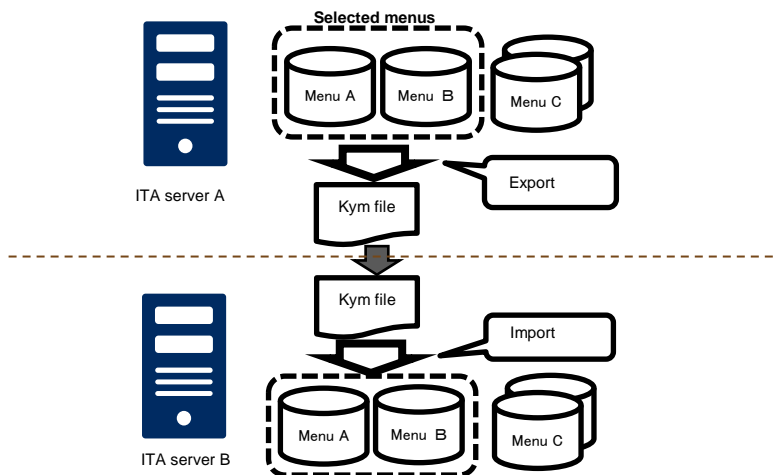 Selected menus
Menu A
Menu B
Menu C
ITA server A
Export
Kym file
Kym file
Import
Menu A
Menu B
Menu C
ITA server B